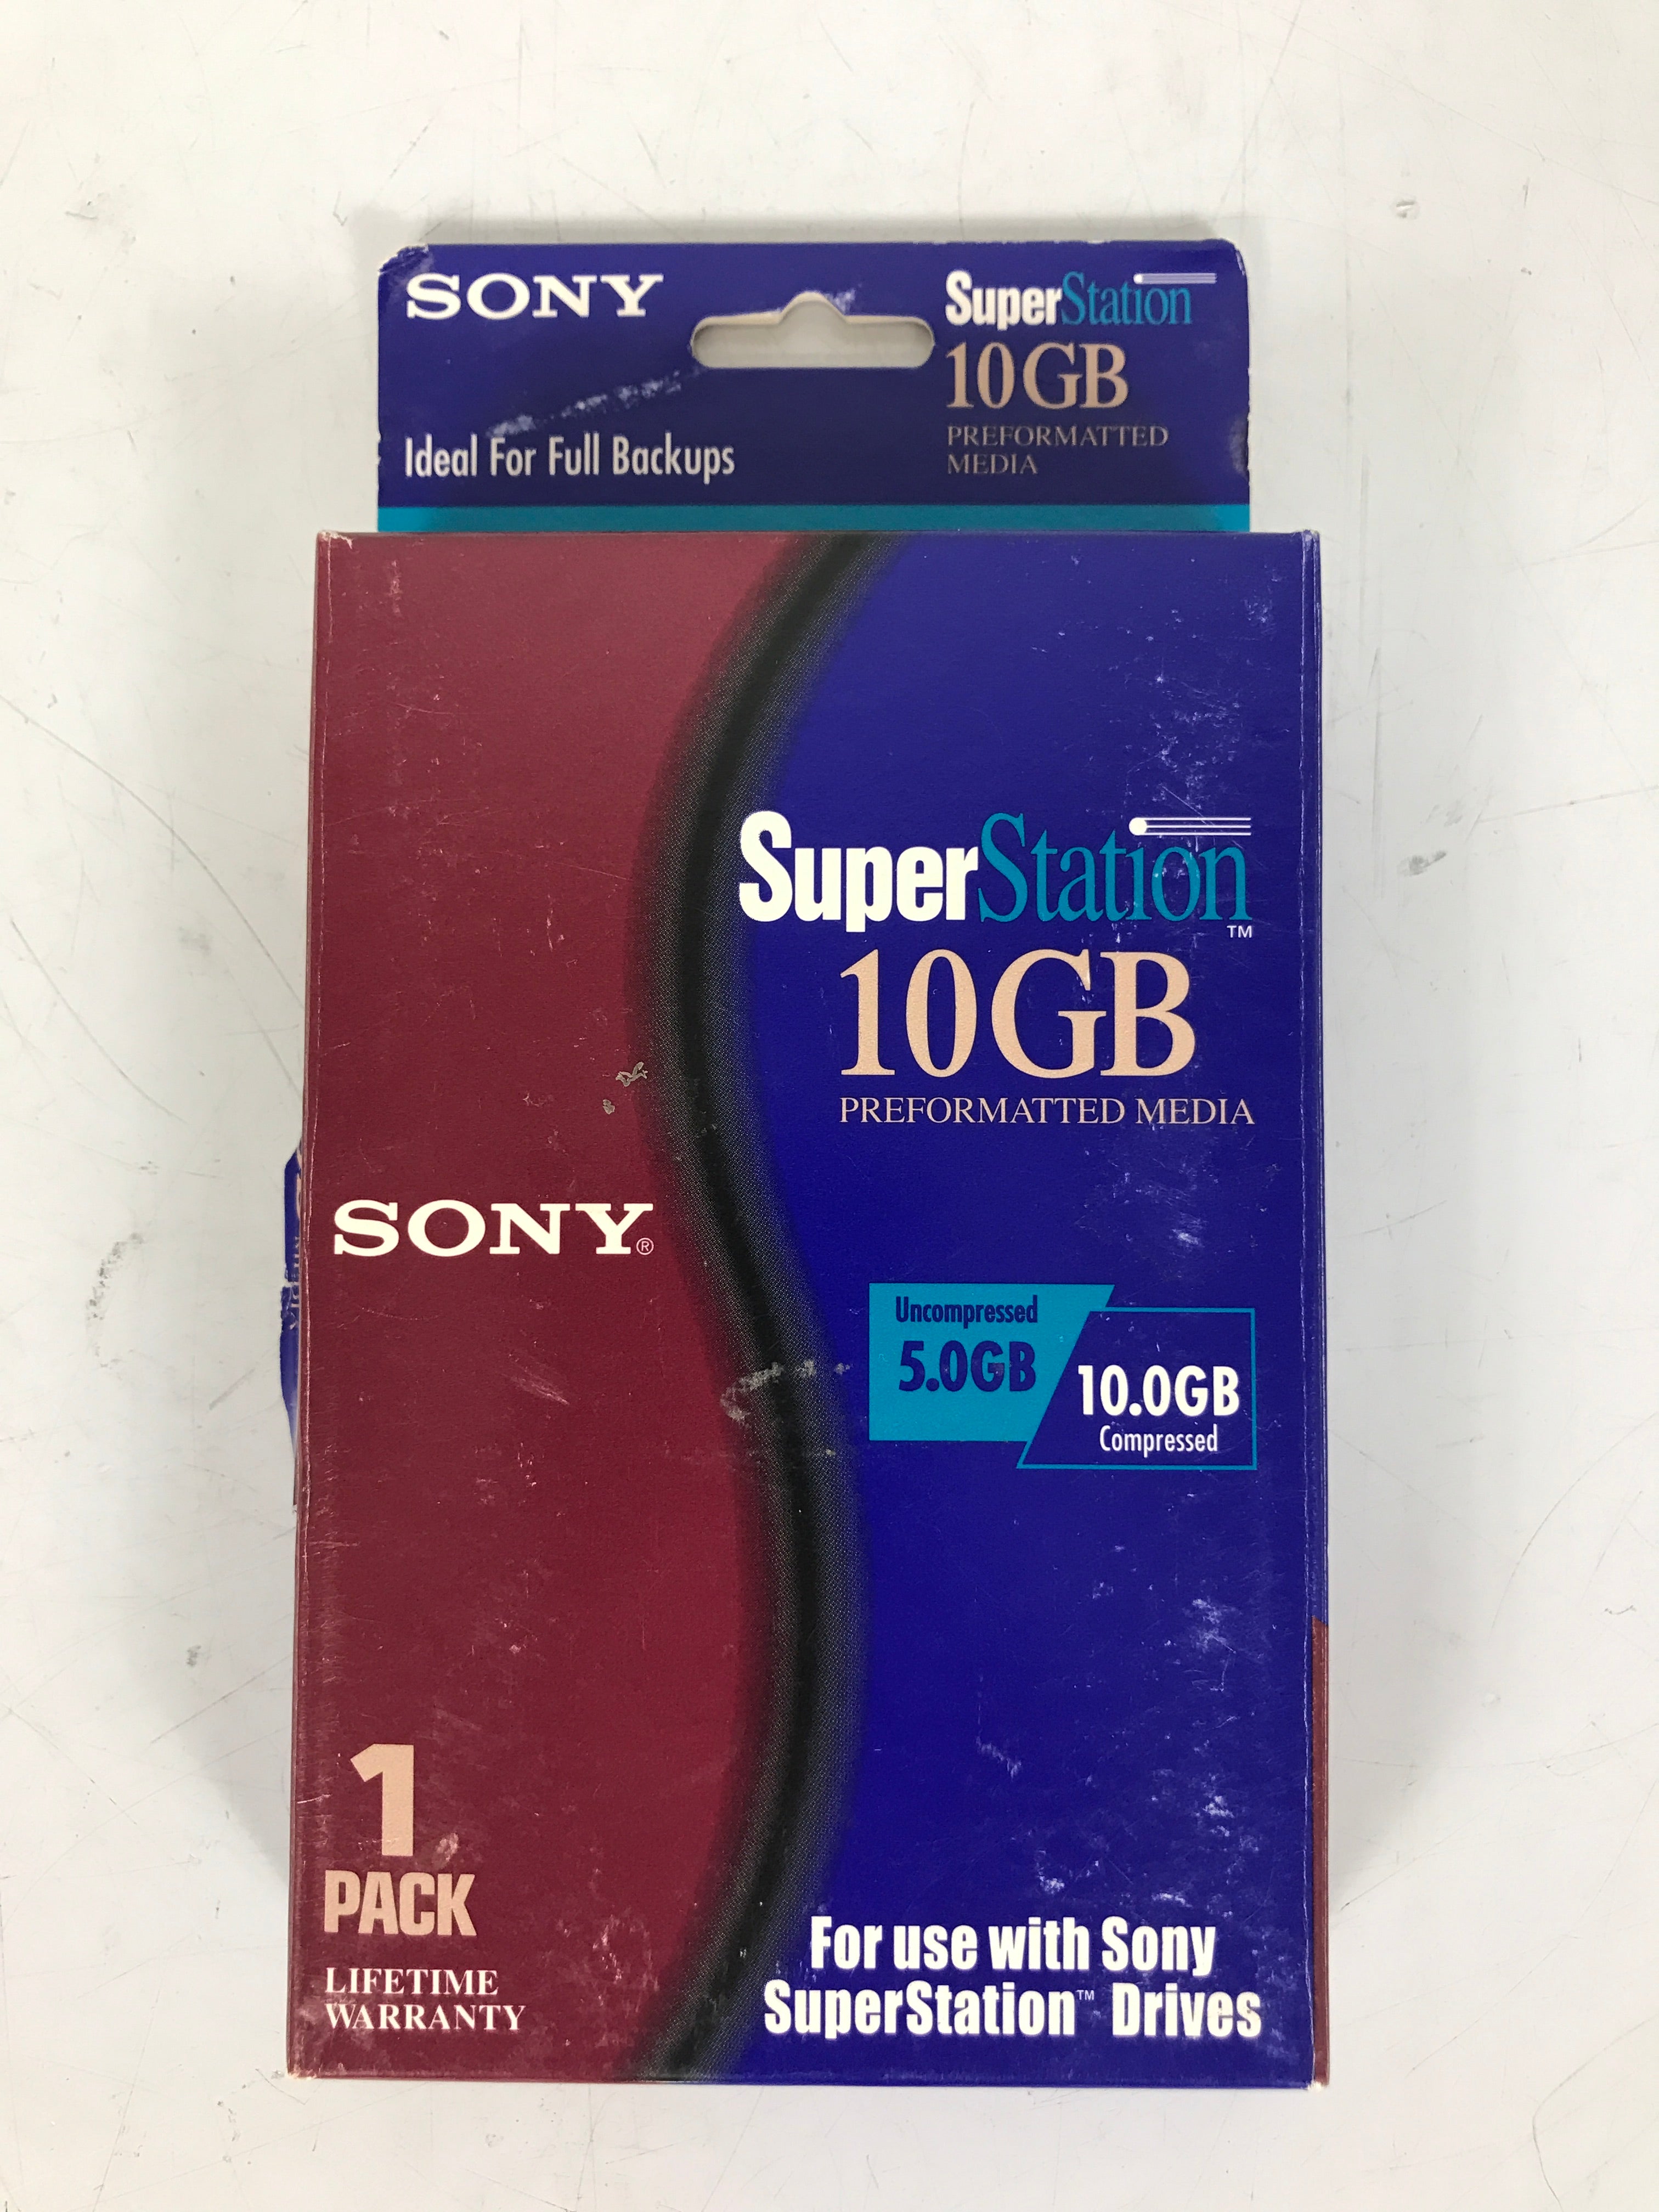 SONY
SuperStation
10GB
PREFORMATTED
MEDIA
Ideal For Full Backups
SuperStation™
10GB
PREFORMATTED MEDIA
SONY®
Uncompressed
5.0GB
10.0GB
Compressed
1
PACK
LIFETIME
WARRANTY
For use with Sony
SuperStation™ Drives